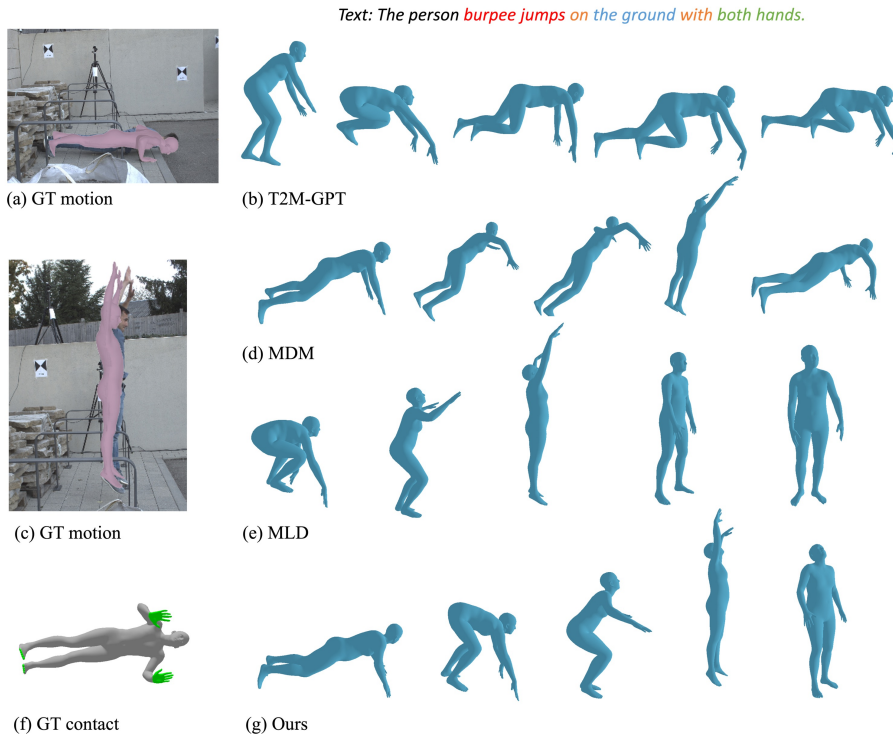 Text: The person burpee jumps on the ground with both hands.
(a) GT motion
(b) T2M-GPT
(d) MDM
(c) GT motion
(e) MLD
(f) GT contact
(g) Ours